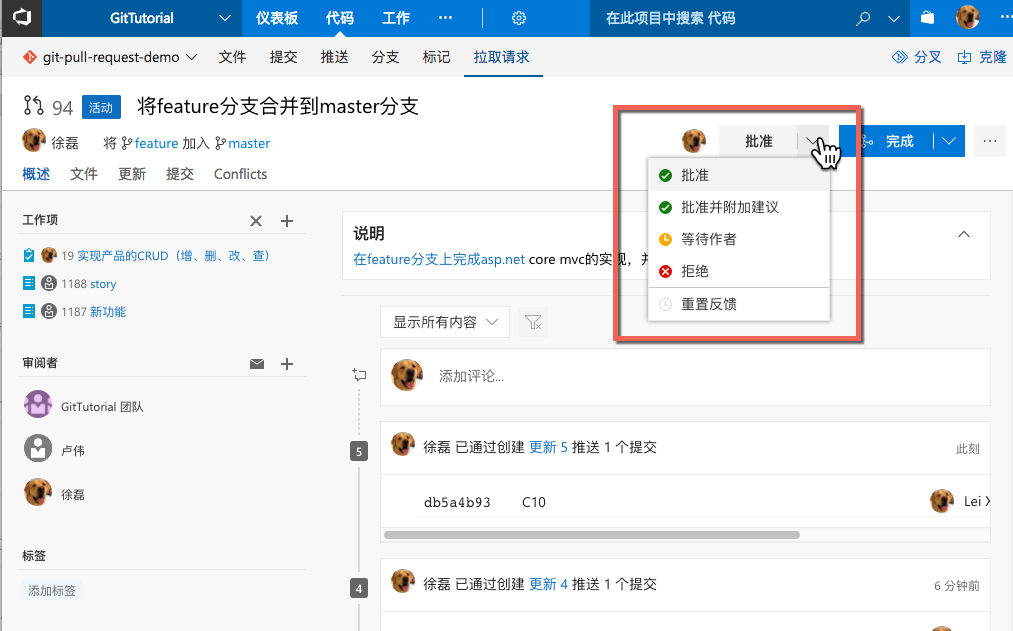 GitTutorial 仪表板 代码 工作 ··· 在此项目中搜索 代码
git-pull-request-demo 文件 提交 推送 分支 标记 拉取请求 分叉 克隆
94 活动 将feature分支合并到master分支
徐磊 将 feature 加入 master
批准 完成 ···
概述 文件 更新 提交 Conflicts
批准
批准并附加建议
等待作者
拒绝
重置反馈
工作项
19 实现产品的CRUD（增、删、改、查）
1188 story
1187 新功能
审阅者
GitTutorial 团队
卢伟
徐磊
标签
添加标签
说明
在feature分支上完成asp.net core mvc的实现，并
显示所有内容
添加评论...
5 徐磊 已通过创建 更新 5 推送 1 个提交 此刻
db5a4b93 C10 Lei X
4 徐磊 已通过创建 更新 4 推送 1 个提交 6 分钟前